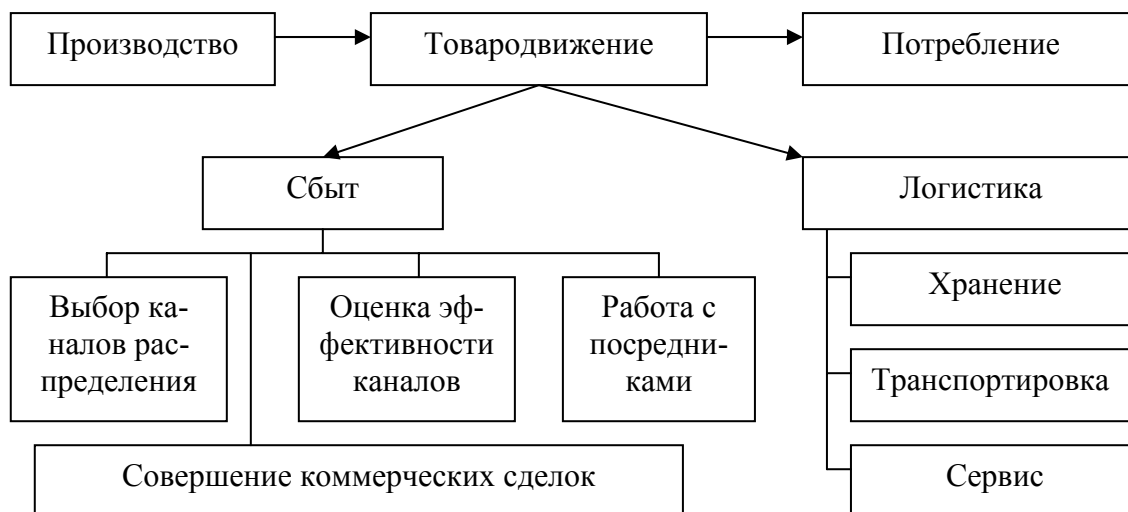 Производство
Товародвижение
Потребление
Сбыт
Логистика
Выбор ка-
налов рас-
пределения
Оценка эф-
фективности
каналов
Работа с
посредни-
ками
Хранение
Транспортировка
Совершение коммерческих сделок
Сервис